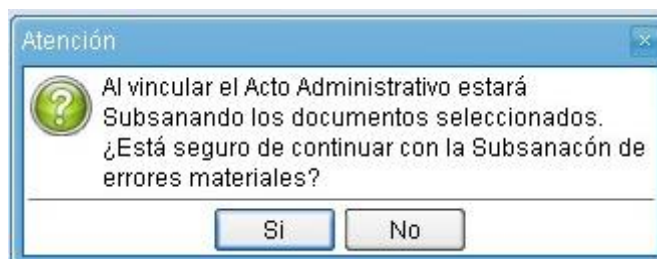 Atención
Al vincular el Acto Administrativo estará
Subsanando los documentos seleccionados.
¿Está seguro de continuar con la Subsanacón de
errores materiales?
Si
No